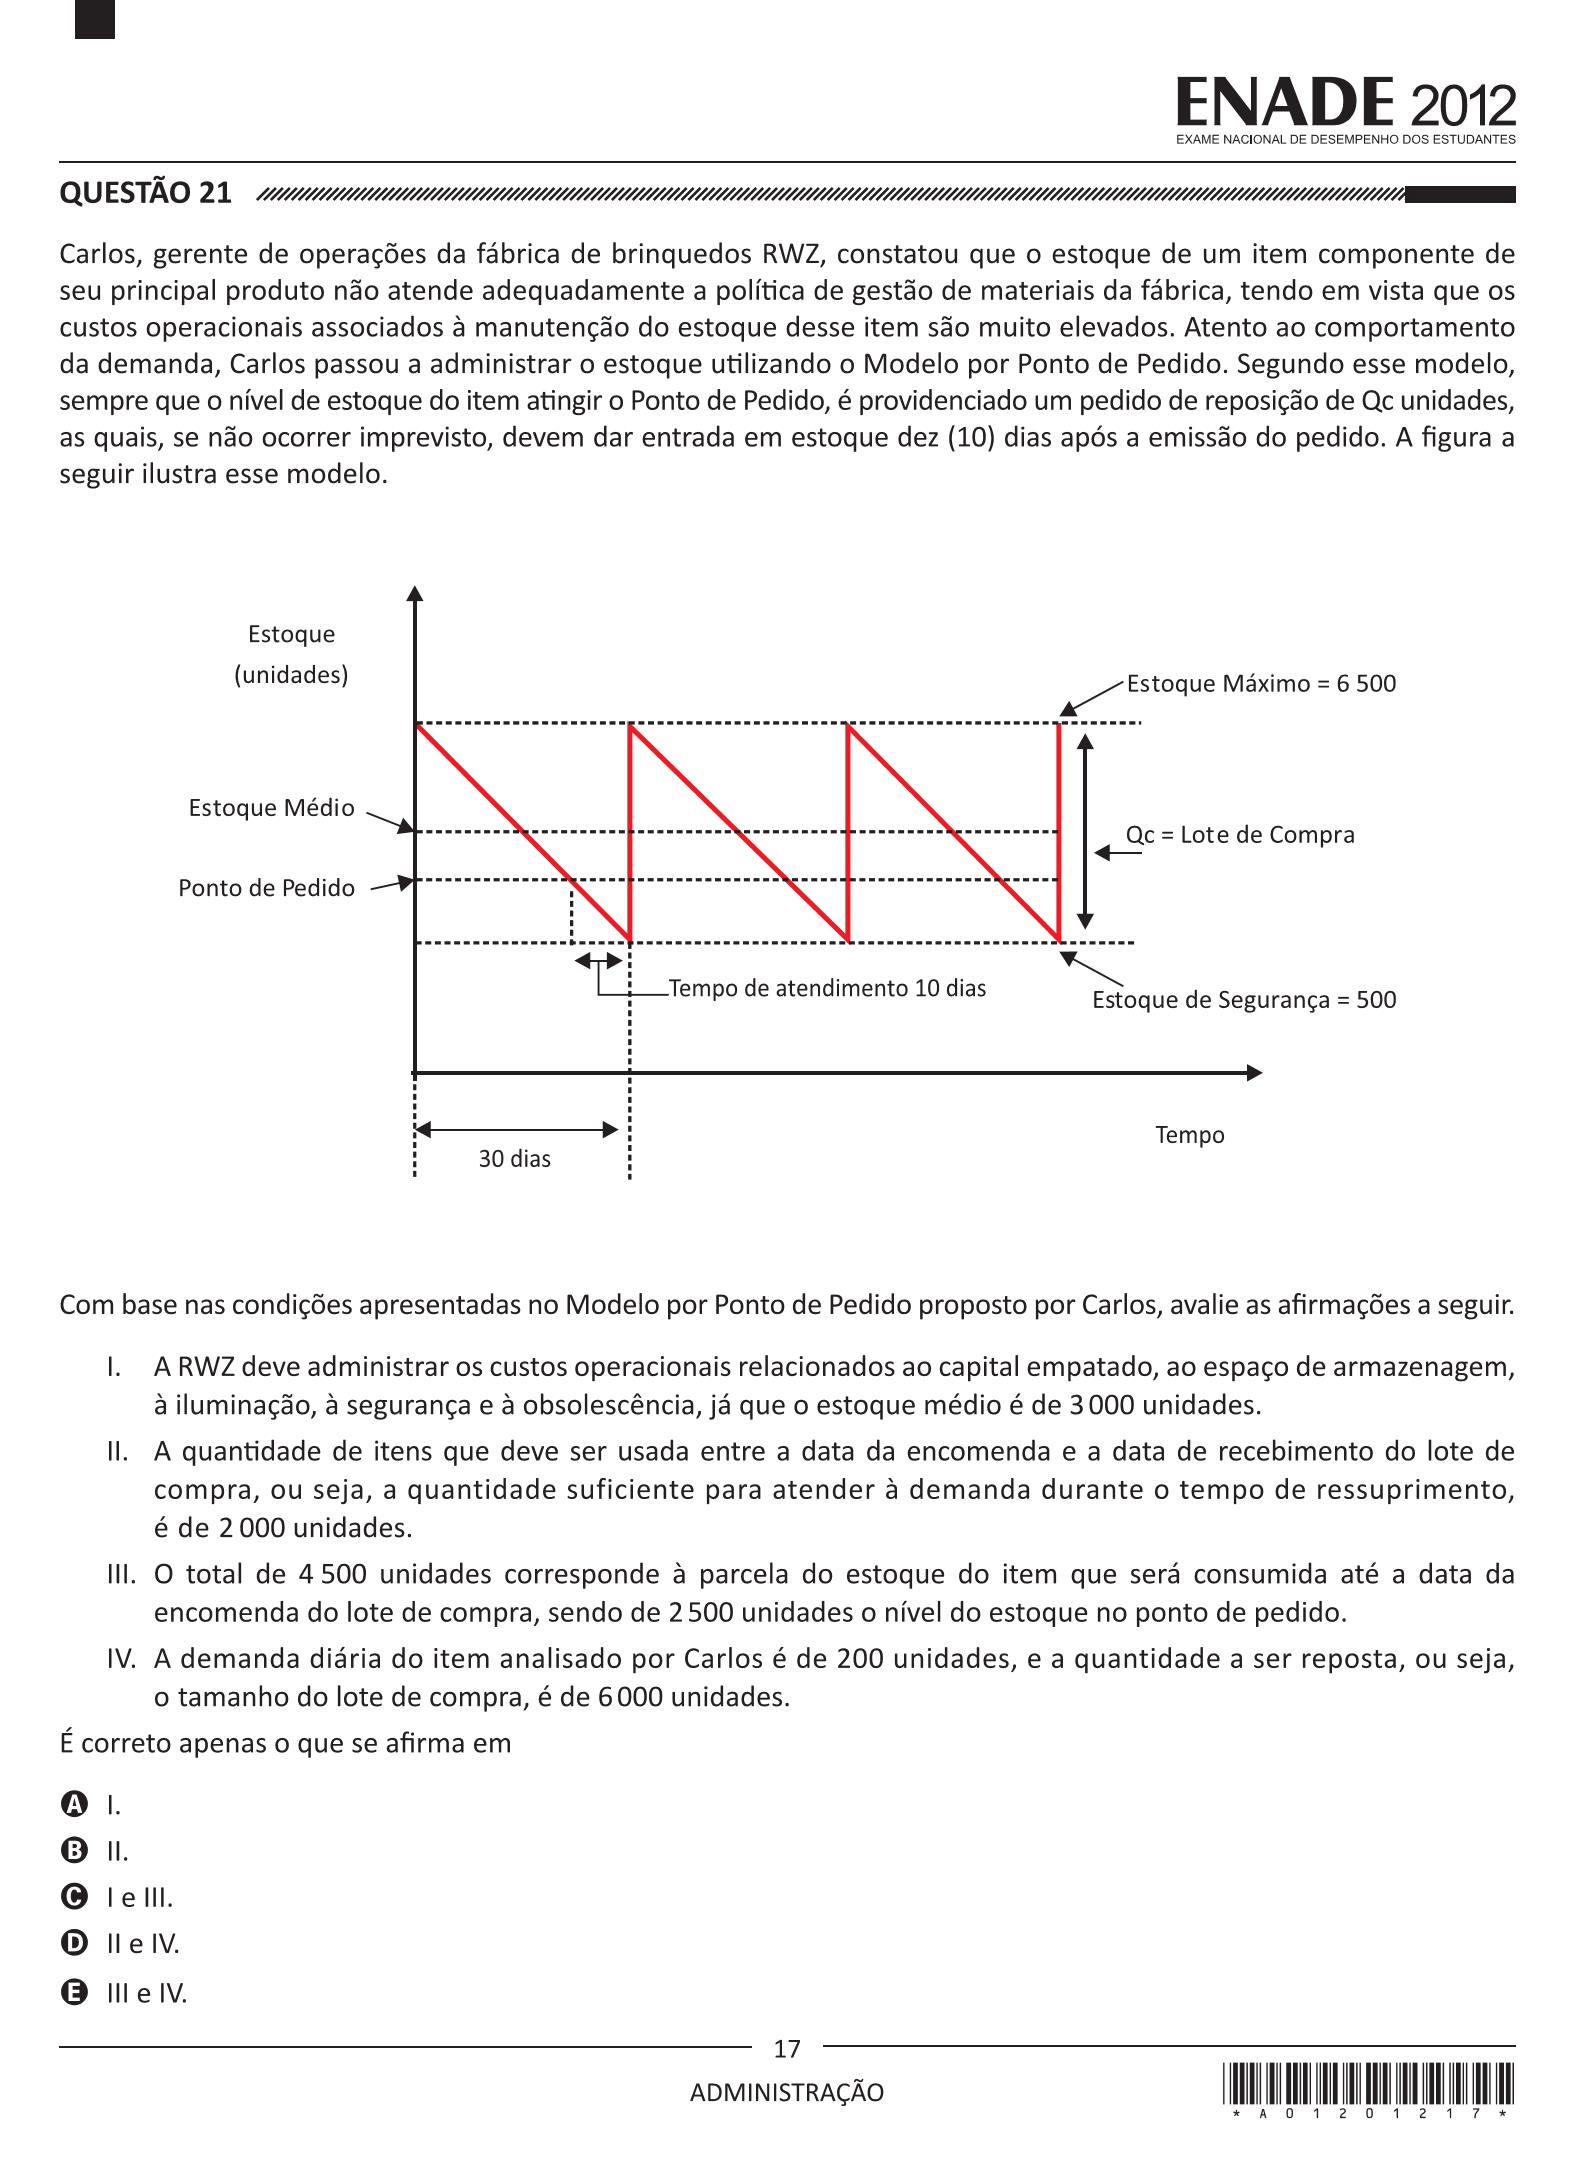 ENADE 2012
EXAME NACIONAL DE DESEMPENHO DOS ESTUDANTES
QUESTÃO 21
Carlos, gerente de operações da fábrica de brinquedos RWZ, constatou que o estoque de um item componente de
seu principal produto não atende adequadamente a política de gestão de materiais da fábrica, tendo em vista que os
custos operacionais associados à manutenção do estoque desse item são muito elevados. Atento ao comportamento
da demanda, Carlos passou a administrar o estoque utilizando o Modelo por Ponto de Pedido. Segundo esse modelo,
sempre que o nível de estoque do item atingir o Ponto de Pedido, é providenciado um pedido de reposição de Qc unidades,
as quais, se não ocorrer imprevisto, devem dar entrada em estoque dez (10) dias após a emissão do pedido. A figura a
seguir ilustra esse modelo.
Estoque
(unidades)
Estoque Máximo = 6 500
Estoque Médio
Qc = Lote de Compra
Ponto de Pedido
Tempo de atendimento 10 dias
Estoque de Segurança = 500
Tempo
30 dias
Com base nas condições apresentadas no Modelo por Ponto de Pedido proposto por Carlos, avalie as afirmações a seguir.
I. A RWZ deve administrar os custos operacionais relacionados ao capital empatado, ao espaço de armazenagem,
à iluminação, à segurança e à obsolescência, já que o estoque médio é de 3 000 unidades.
II. A quantidade de itens que deve ser usada entre a data da encomenda e a data de recebimento do lote de
compra, ou seja, a quantidade suficiente para atender à demanda durante o tempo de ressuprimento,
é de 2 000 unidades.
III. O total de 4 500 unidades corresponde à parcela do estoque do item que será consumida até a data da
encomenda do lote de compra, sendo de 2 500 unidades o nível do estoque no ponto de pedido.
IV. A demanda diária do item analisado por Carlos é de 200 unidades, e a quantidade a ser reposta, ou seja,
o tamanho do lote de compra, é de 6 000 unidades.
É correto apenas o que se afirma em
A I.
B II.
C I e III.
D II e IV.
E III e IV.
17
ADMINISTRAÇÃO
* A 0 1 2 0 1 2 1 7 *